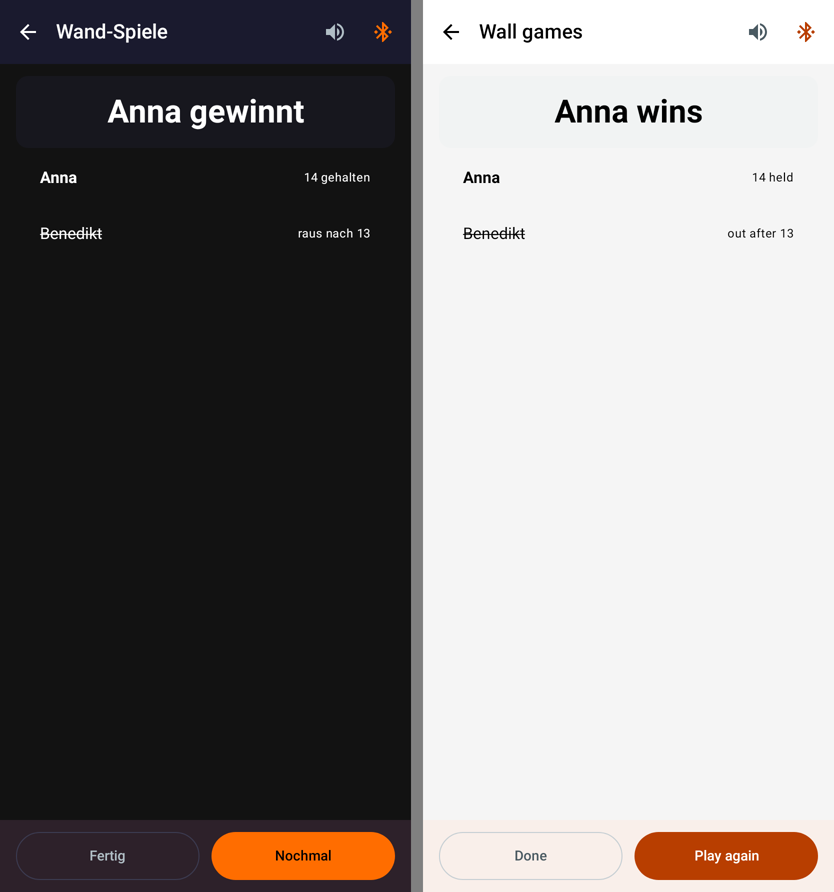 Wand-Spiele
Anna gewinnt
Anna 14 gehalten
Benedikt raus nach 13
Fertig Nochmal
Wall games
Anna wins
Anna 14 held
Benedikt out after 13
Done Play again